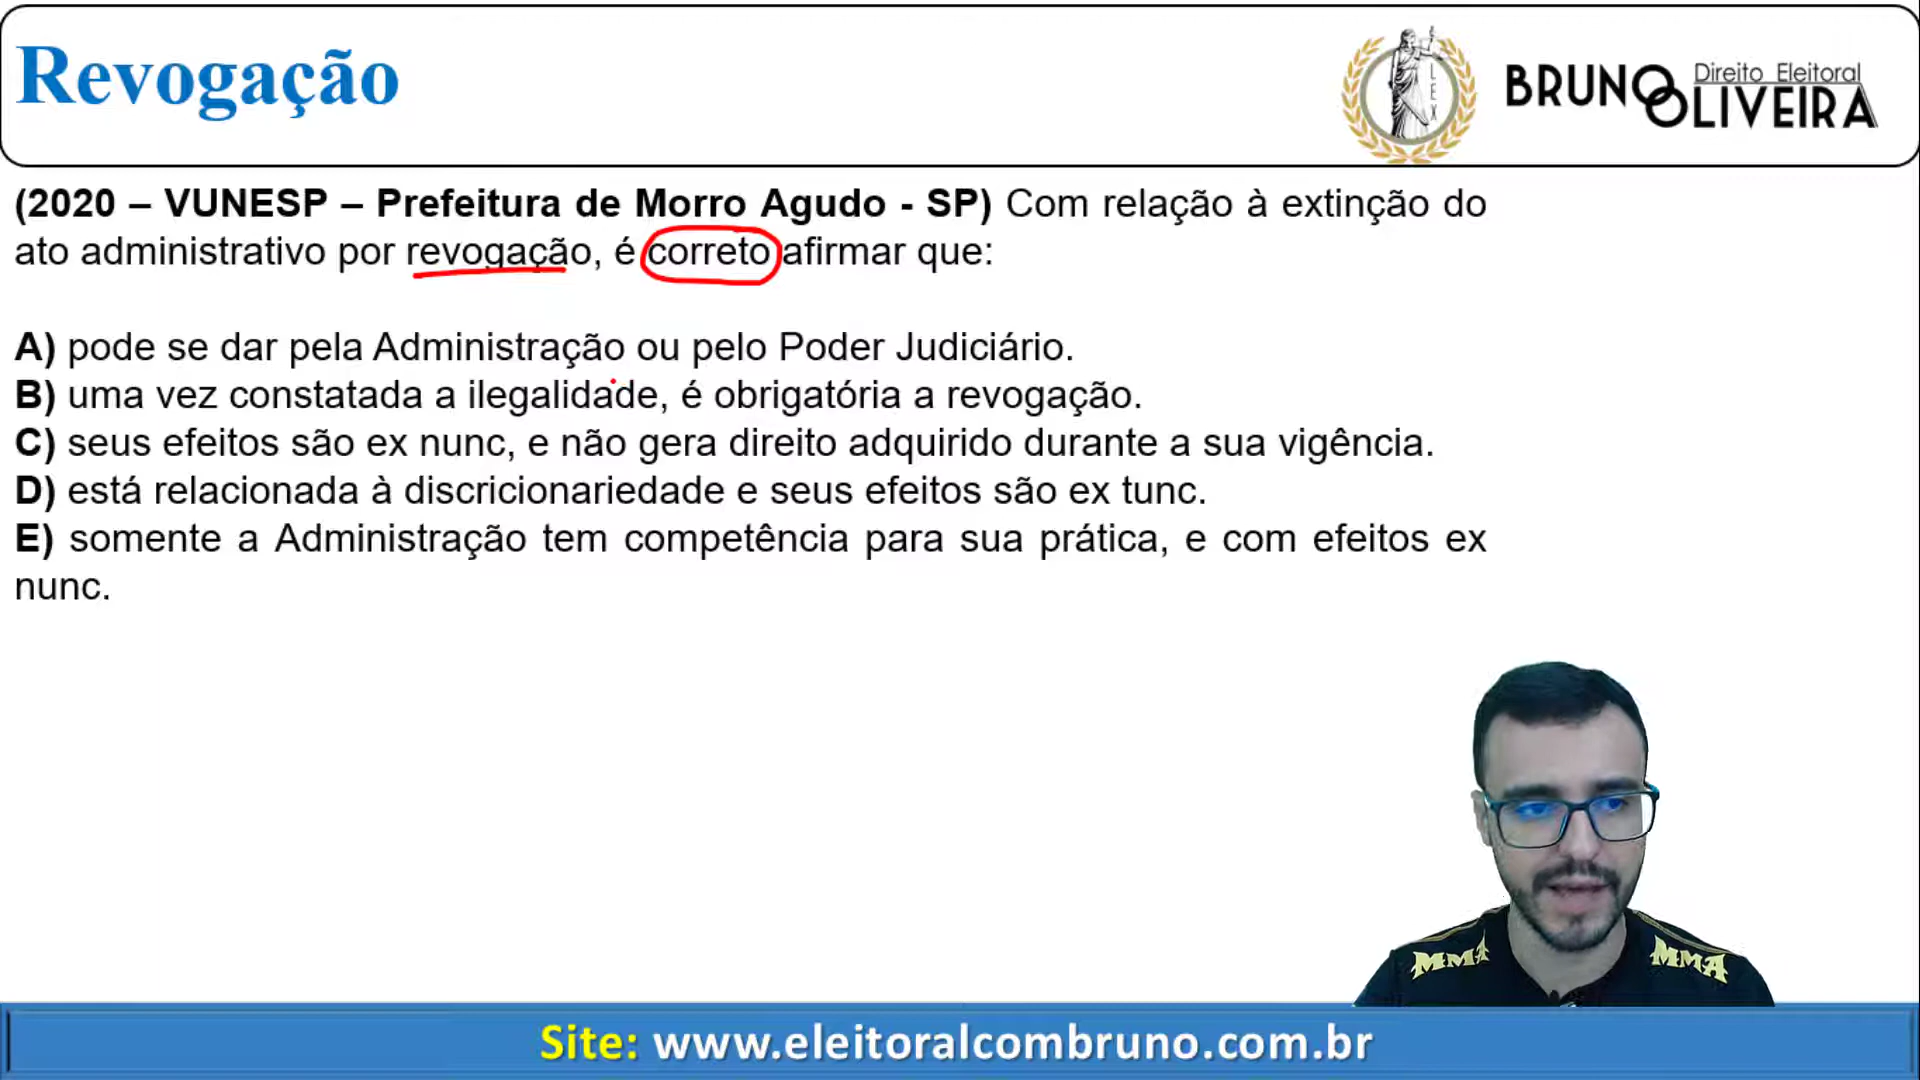 Revogação
LEX
BRUNO OLIVEIRA
Direito Eleitoral
(2020 – VUNESP – Prefeitura de Morro Agudo - SP) Com relação à extinção do
ato administrativo por revogação, é correto afirmar que:
A) pode se dar pela Administração ou pelo Poder Judiciário.
B) uma vez constatada a ilegalidade, é obrigatória a revogação.
C) seus efeitos são ex nunc, e não gera direito adquirido durante a sua vigência.
D) está relacionada à discricionariedade e seus efeitos são ex tunc.
E) somente a Administração tem competência para sua prática, e com efeitos ex
nunc.
MMA
MMA
Site: www.eleitoralcombruno.com.br